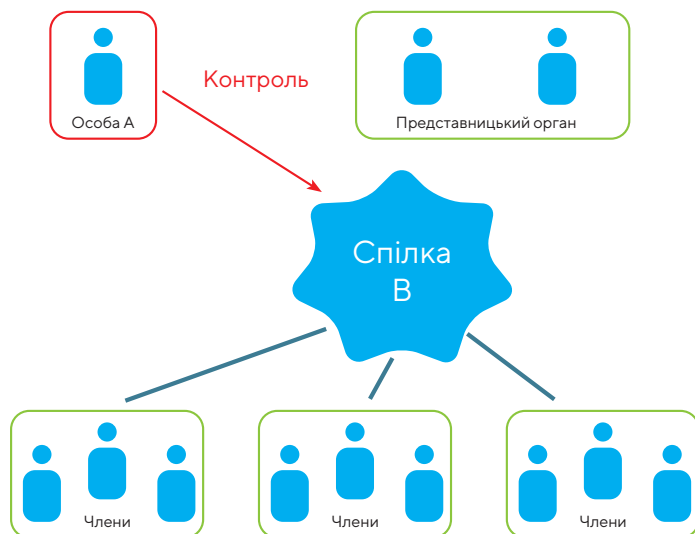 Контроль
Особа А
Представницький орган
Спілка
В
Члени
Члени
Члени